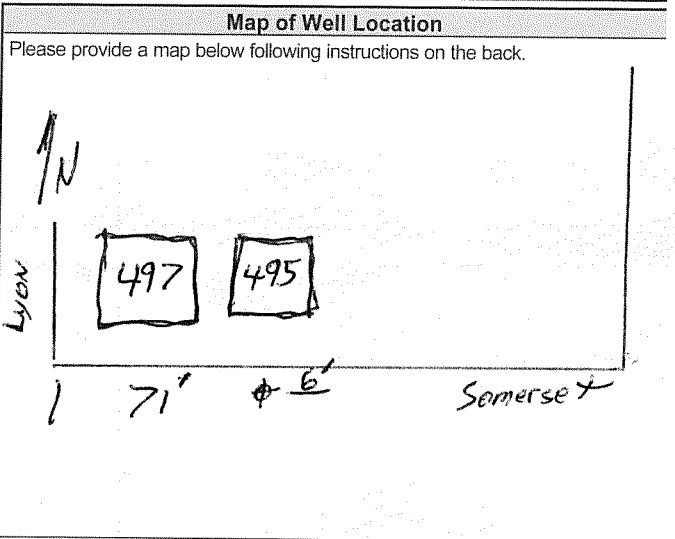 Map of Well Location
Please provide a map below following instructions on the back.
N
497 495
Lyon
71' 6'
Somerset